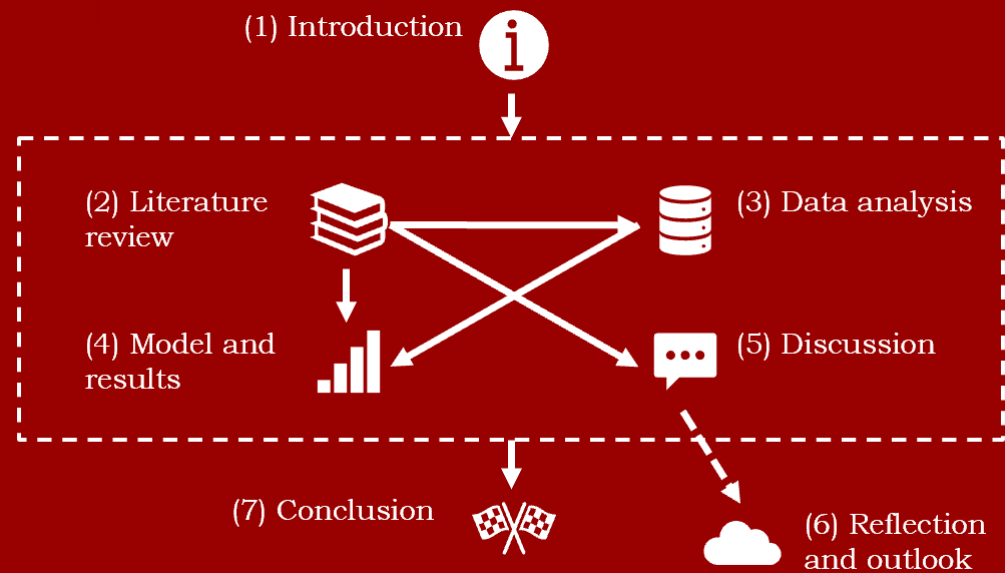 (1) Introduction
(2) Literature
review
(3) Data analysis
(4) Model and
results
(5) Discussion
(7) Conclusion
(6) Reflection
and outlook